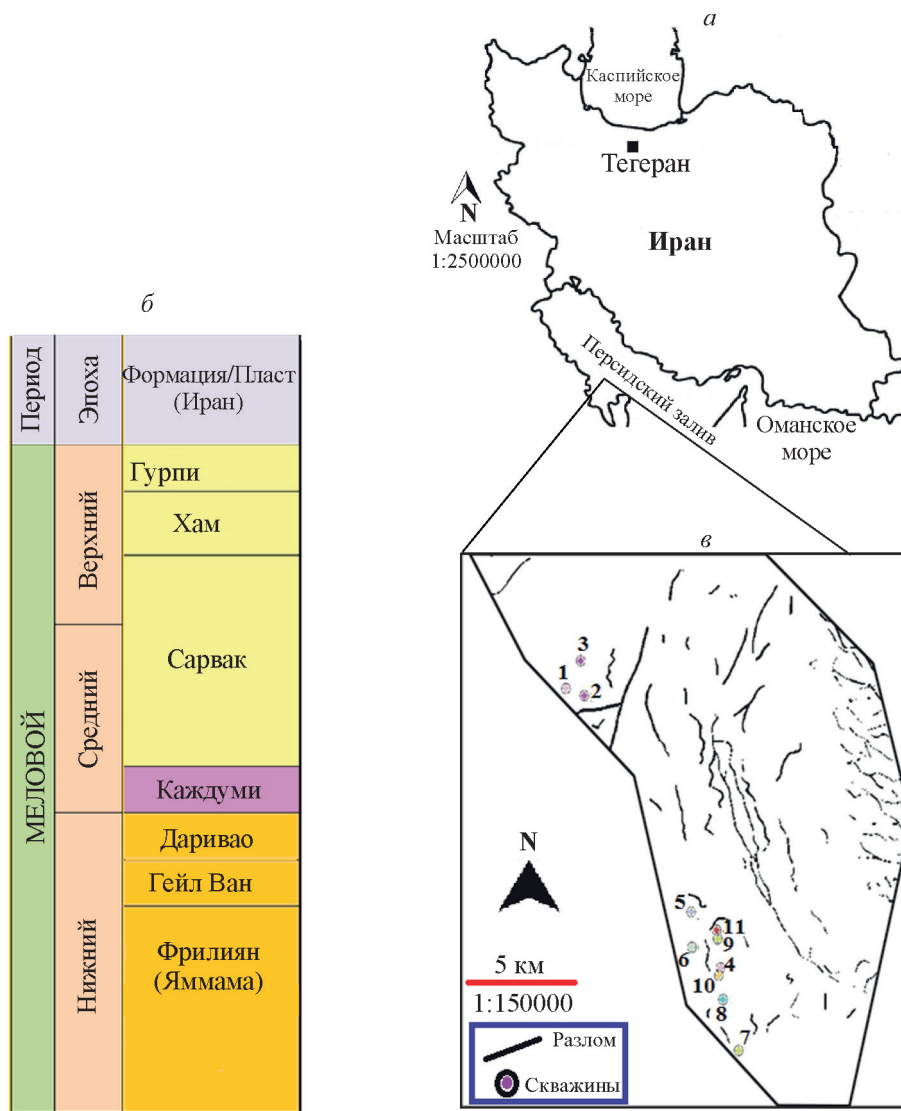 а
Каспийское
море
Тегеран
N
Масштаб
1:2500000
Иран
Персидский залив
Оманское
море
б
Период
Эпоха
Формация/Пласт
(Иран)
МЕЛОВОЙ
Верхний
Средний
Нижний
Гурпи
Хам
Сарвак
Каждуми
Даривао
Гейл Ван
Фрилиян
(Яммама)
в
3
1
2
N
5
11
9
6
4
10
8
7
5 км
1:150000
Разлом
Скважины